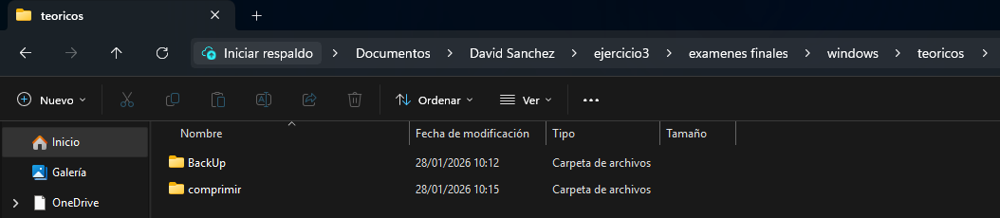 teoricos
Iniciar respaldo > Documentos > David Sanchez > ejercicio3 > examenes finales > windows > teoricos >
Nuevo Ordenar Ver
Nombre Fecha de modificación Tipo Tamaño
Inicio
BackUp 28/01/2026 10:12 Carpeta de archivos
Galería
comprimir 28/01/2026 10:15 Carpeta de archivos
OneDrive